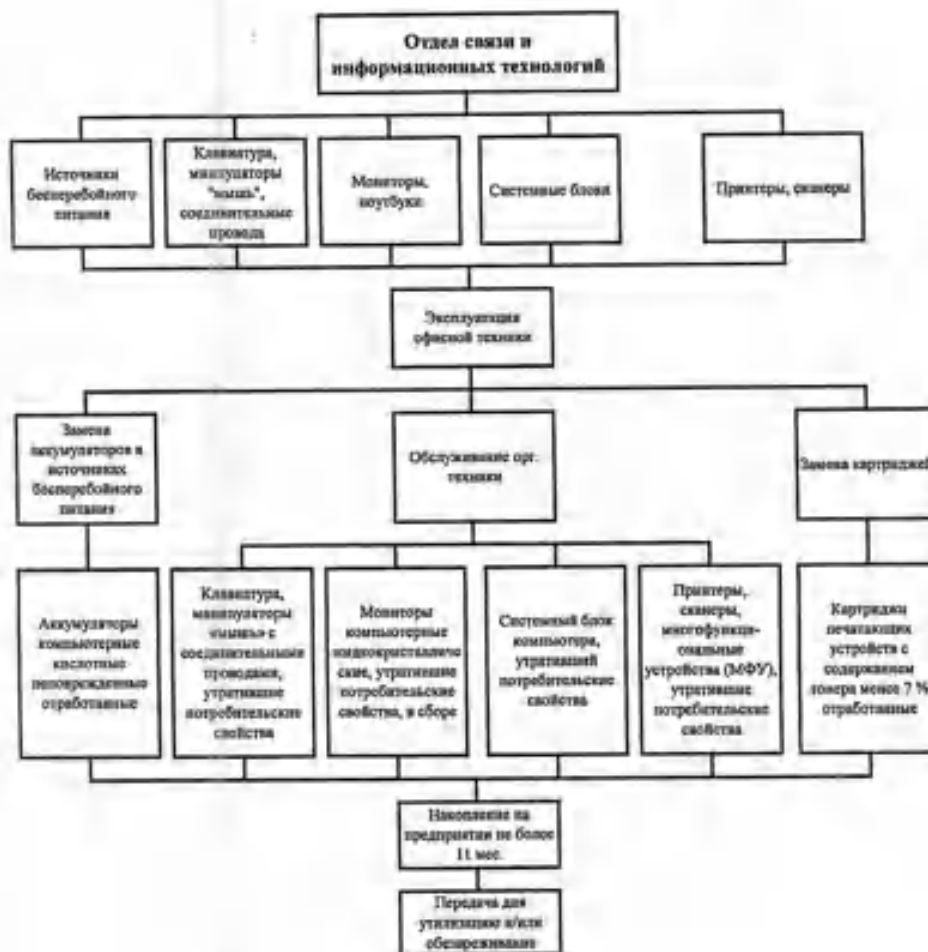 Отдел связи и
информационных технологий
Источники
бесперебойного
питания
Клавиатура,
манипуляторы
"мышь",
соединительные
провода
Мониторы,
ноутбуки
Системные блоки
Принтеры, сканеры
Эксплуатация
офисной техники
Замена
аккумуляторов в
источниках
бесперебойного
питания
Обслуживание орг.
техники
Замена картриджей
Аккумуляторы
компьютерные
кислотные
неповрежденные
отработанные
Клавиатура,
манипуляторы
«мышь» с
соединительными
проводами,
утратившие
потребительские
свойства
Мониторы
компьютерные
жидкокристалличе-
ские, утратившие
потребительские
свойства, в сборе
Системный блок
компьютера,
утративший
потребительские
свойства
Принтеры,
сканеры,
многофункци-
ональные
устройства (МФУ),
утратившие
потребительские
свойства
Картриджи
печатающих
устройств с
содержанием
тонера менее 7 %
отработанные
Накопление на
предприятии не более
11 мес.
Передача для
утилизацию и/или
обезвреживание